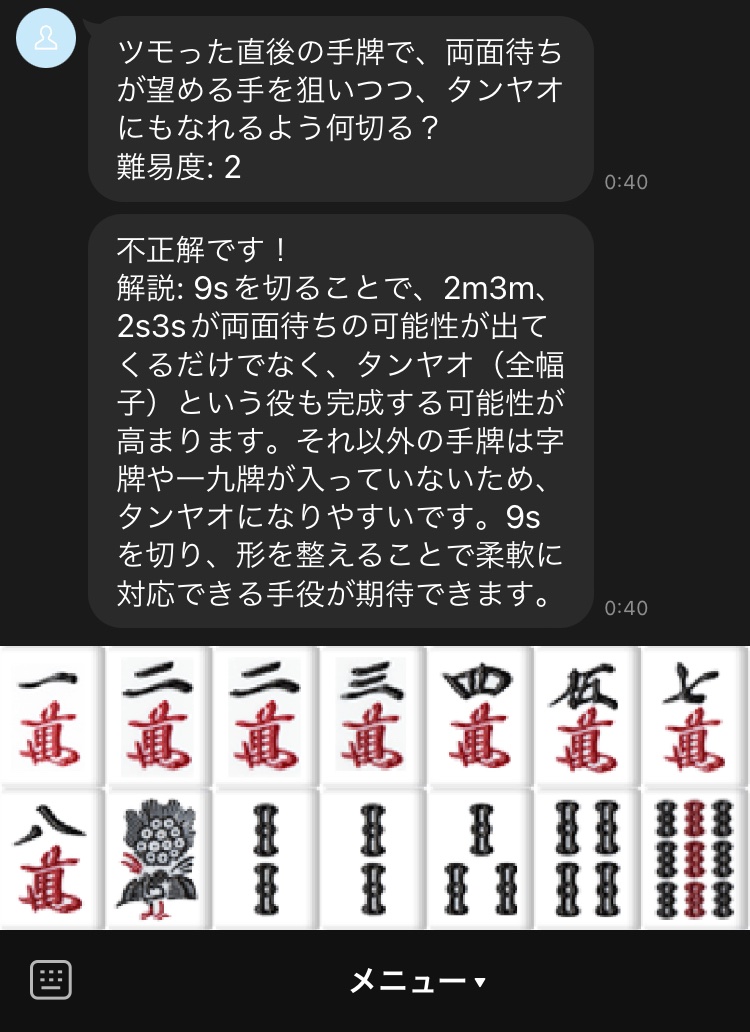 ツモった直後の手牌で、両面待ち
が望める手を狙いつつ、タンヤオ
にもなれるよう何切る？
難易度: 2
0:40
不正解です！
解説: 9sを切ることで、2m3m、
2s3sが両面待ちの可能性が出て
くるだけでなく、タンヤオ（全幅
子）という役も完成する可能性が
高まります。それ以外の手牌は字
牌や一九牌が入っていないため、
タンヤオになりやすいです。9s
を切り、形を整えることで柔軟に
対応できる手役が期待できます。
0:40
一萬 二萬 二萬 三萬 四萬 伍萬 七萬
八萬
メニュー▾